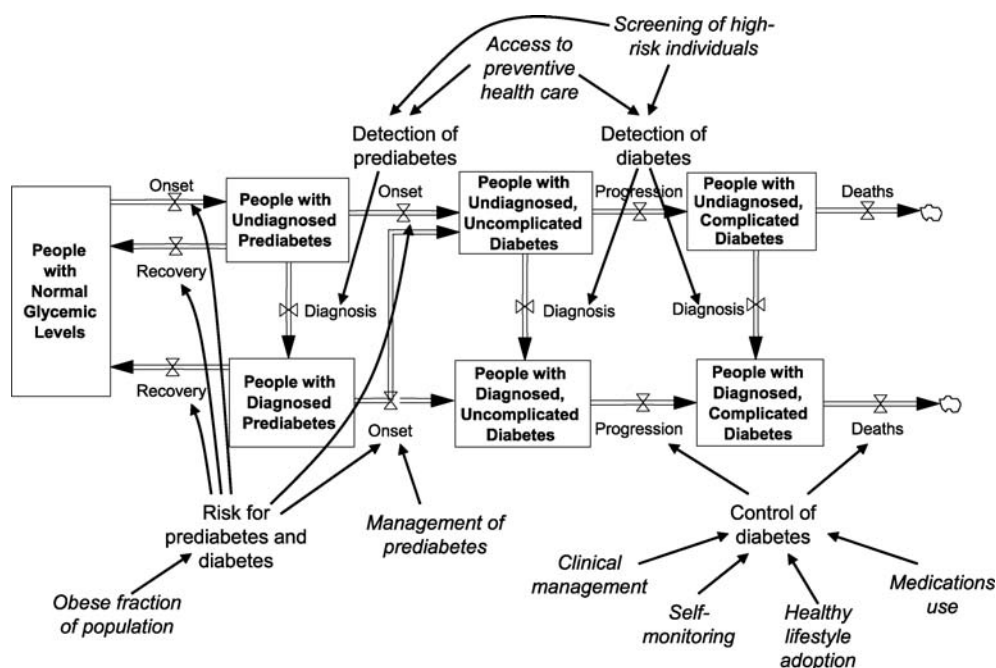 Screening of high-
risk individuals
Access to
preventive
health care
Detection of
prediabetes
Detection of
diabetes
Onset
People with
Undiagnosed
Prediabetes
Onset
People with
Undiagnosed,
Uncomplicated
Diabetes
Progression
People with
Undiagnosed,
Complicated
Diabetes
Deaths
People
with
Normal
Glycemic
Levels
Recovery
Diagnosis
Diagnosis
Diagnosis
Recovery
People with
Diagnosed
Prediabetes
Onset
People with
Diagnosed,
Uncomplicated
Diabetes
Progression
People with
Diagnosed,
Complicated
Diabetes
Deaths
Risk for
prediabetes and
diabetes
Management of
prediabetes
Control of
diabetes
Obese fraction
of population
Clinical
management
Self-
monitoring
Healthy
lifestyle
adoption
Medications
use